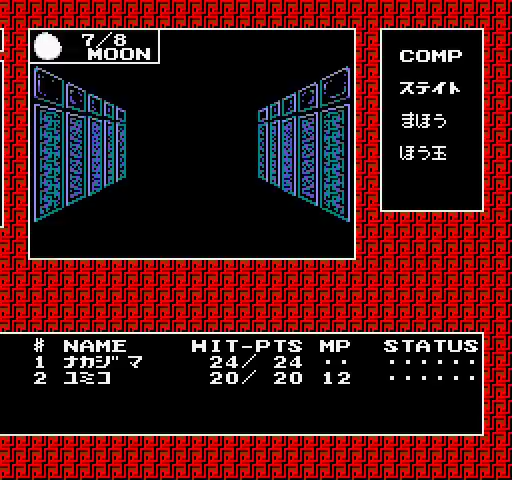 7/8
MOON
COMP
ステイト
まほう
ほう玉
# NAME HIT-PTS MP STATUS
1 ナカジマ 24/ 24 ‥ ······
2 ユミコ 20/ 20 12 ······